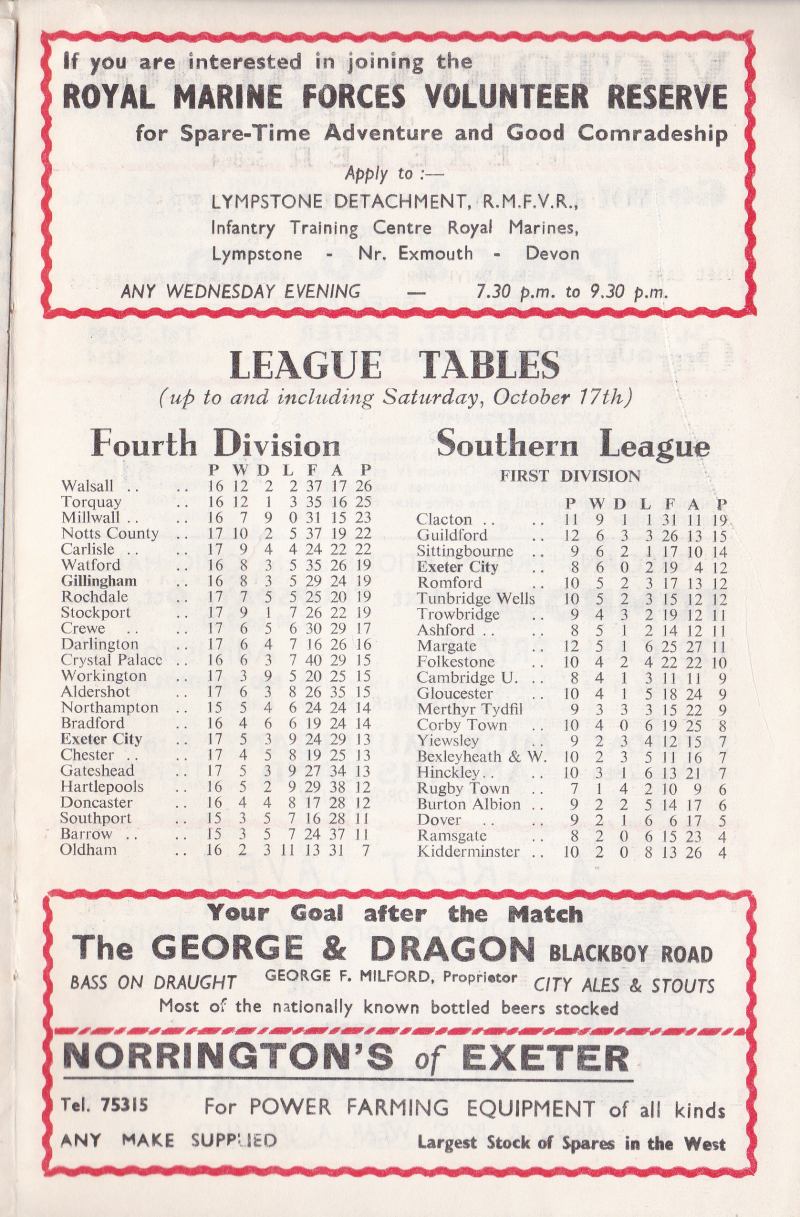 If you are interested in joining the
ROYAL MARINE FORCES VOLUNTEER RESERVE
for Spare-Time Adventure and Good Comradeship
Apply to :—
LYMPSTONE DETACHMENT, R.M.F.V.R.,
Infantry Training Centre Royal Marines,
Lympstone - Nr. Exmouth - Devon
ANY WEDNESDAY EVENING — 7.30 p.m. to 9.30 p.m.
LEAGUE TABLES
(up to and including Saturday, October 17th)
Fourth Division
P W D L F A P
Walsall .. .. 16 12 2 2 37 17 26
Torquay .. 16 12 1 3 35 16 25
Millwall .. .. 16 7 9 0 31 15 23
Notts County .. 17 10 2 5 37 19 22
Carlisle .. .. 17 9 4 4 24 22 22
Watford .. 16 8 3 5 35 26 19
Gillingham .. 16 8 3 5 29 24 19
Rochdale .. 17 7 5 5 25 20 19
Stockport .. 17 9 1 7 26 22 19
Crewe .. .. 17 6 5 6 30 29 17
Darlington .. 17 6 4 7 16 26 16
Crystal Palace .. 16 6 3 7 40 29 15
Workington .. 17 3 9 5 20 25 15
Aldershot .. 17 6 3 8 26 35 15
Northampton .. 15 5 4 6 24 24 14
Bradford .. 16 4 6 6 19 24 14
Exeter City .. 17 5 3 9 24 29 13
Chester .. .. 17 4 5 8 19 25 13
Gateshead .. 17 5 3 9 27 34 13
Hartlepools .. 16 5 2 9 29 38 12
Doncaster .. 16 4 4 8 17 28 12
Southport .. 15 3 5 7 16 28 11
Barrow .. .. 15 3 5 7 24 37 11
Oldham .. 16 2 3 11 13 31 7
Southern League
FIRST DIVISION
P W D L F A P
Clacton .. .. 11 9 1 1 31 11 19
Guildford .. 12 6 3 3 26 13 15
Sittingbourne .. 9 6 2 1 17 10 14
Exeter City .. 8 6 0 2 19 4 12
Romford .. 10 5 2 3 17 13 12
Tunbridge Wells 10 5 2 3 15 12 12
Trowbridge .. 9 4 3 2 19 12 11
Ashford .. .. 8 5 1 2 14 12 11
Margate .. 12 5 1 6 25 27 11
Folkestone .. 10 4 2 4 22 22 10
Cambridge U. .. 8 4 1 3 11 11 9
Gloucester .. 10 4 1 5 18 24 9
Merthyr Tydfil .. 9 3 3 3 15 22 9
Corby Town .. 10 4 0 6 19 25 8
Yiewsley .. 9 2 3 4 12 15 7
Bexleyheath & W. 10 2 3 5 11 16 7
Hinckley.. .. 10 3 1 6 13 21 7
Rugby Town .. 7 1 4 2 10 9 6
Burton Albion .. 9 2 2 5 14 17 6
Dover .. .. 9 2 1 6 6 17 5
Ramsgate .. 8 2 0 6 15 23 4
Kidderminster .. 10 2 0 8 13 26 4
Your Goal after the Match
The GEORGE & DRAGON BLACKBOY ROAD
BASS ON DRAUGHT GEORGE F. MILFORD, Proprietor CITY ALES & STOUTS
Most of the nationally known bottled beers stocked
NORRINGTON'S of EXETER
Tel. 75315 For POWER FARMING EQUIPMENT of all kinds
ANY MAKE SUPPLIED Largest Stock of Spares in the West